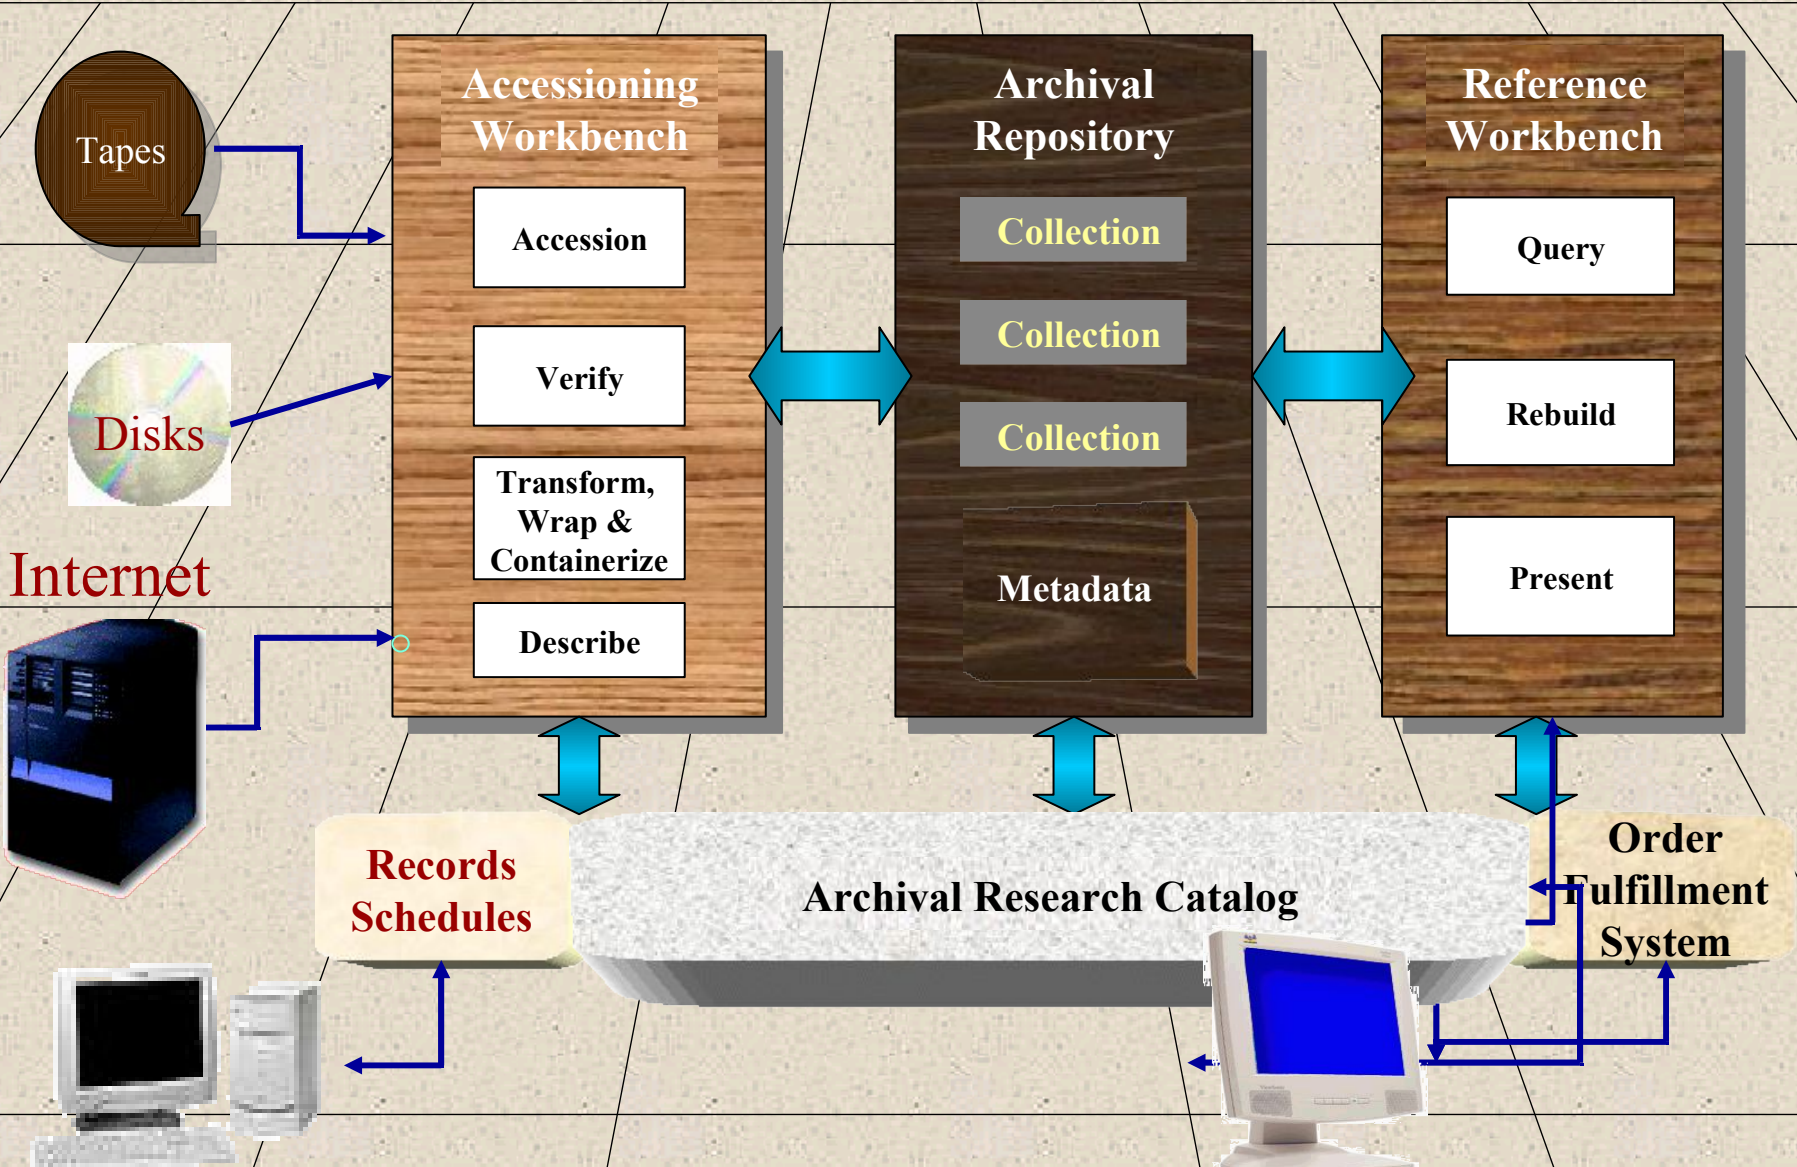 Tapes
Disks
Internet
Accessioning
Workbench
Accession
Verify
Transform,
Wrap &
Containerize
Describe
Archival
Repository
Collection
Collection
Collection
Metadata
Reference
Workbench
Query
Rebuild
Present
Records
Schedules
Archival Research Catalog
Order
Fulfillment
System